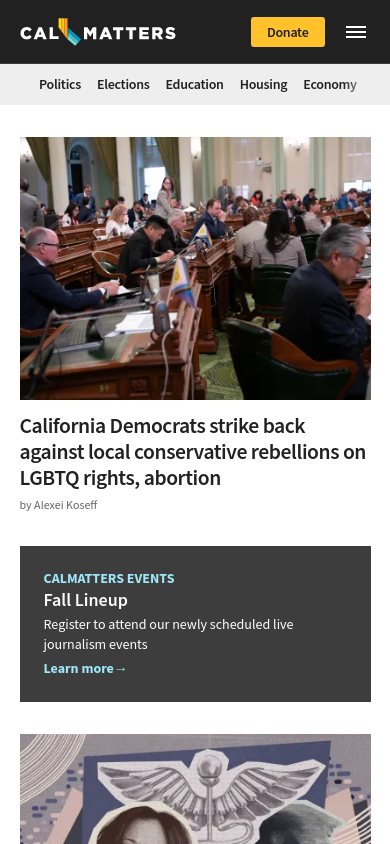 CAL MATTERS
Donate
Politics Elections Education Housing Economy
California Democrats strike back
against local conservative rebellions on
LGBTQ rights, abortion
by Alexei Koseff
CALMATTERS EVENTS
Fall Lineup
Register to attend our newly scheduled live
journalism events
Learn more→